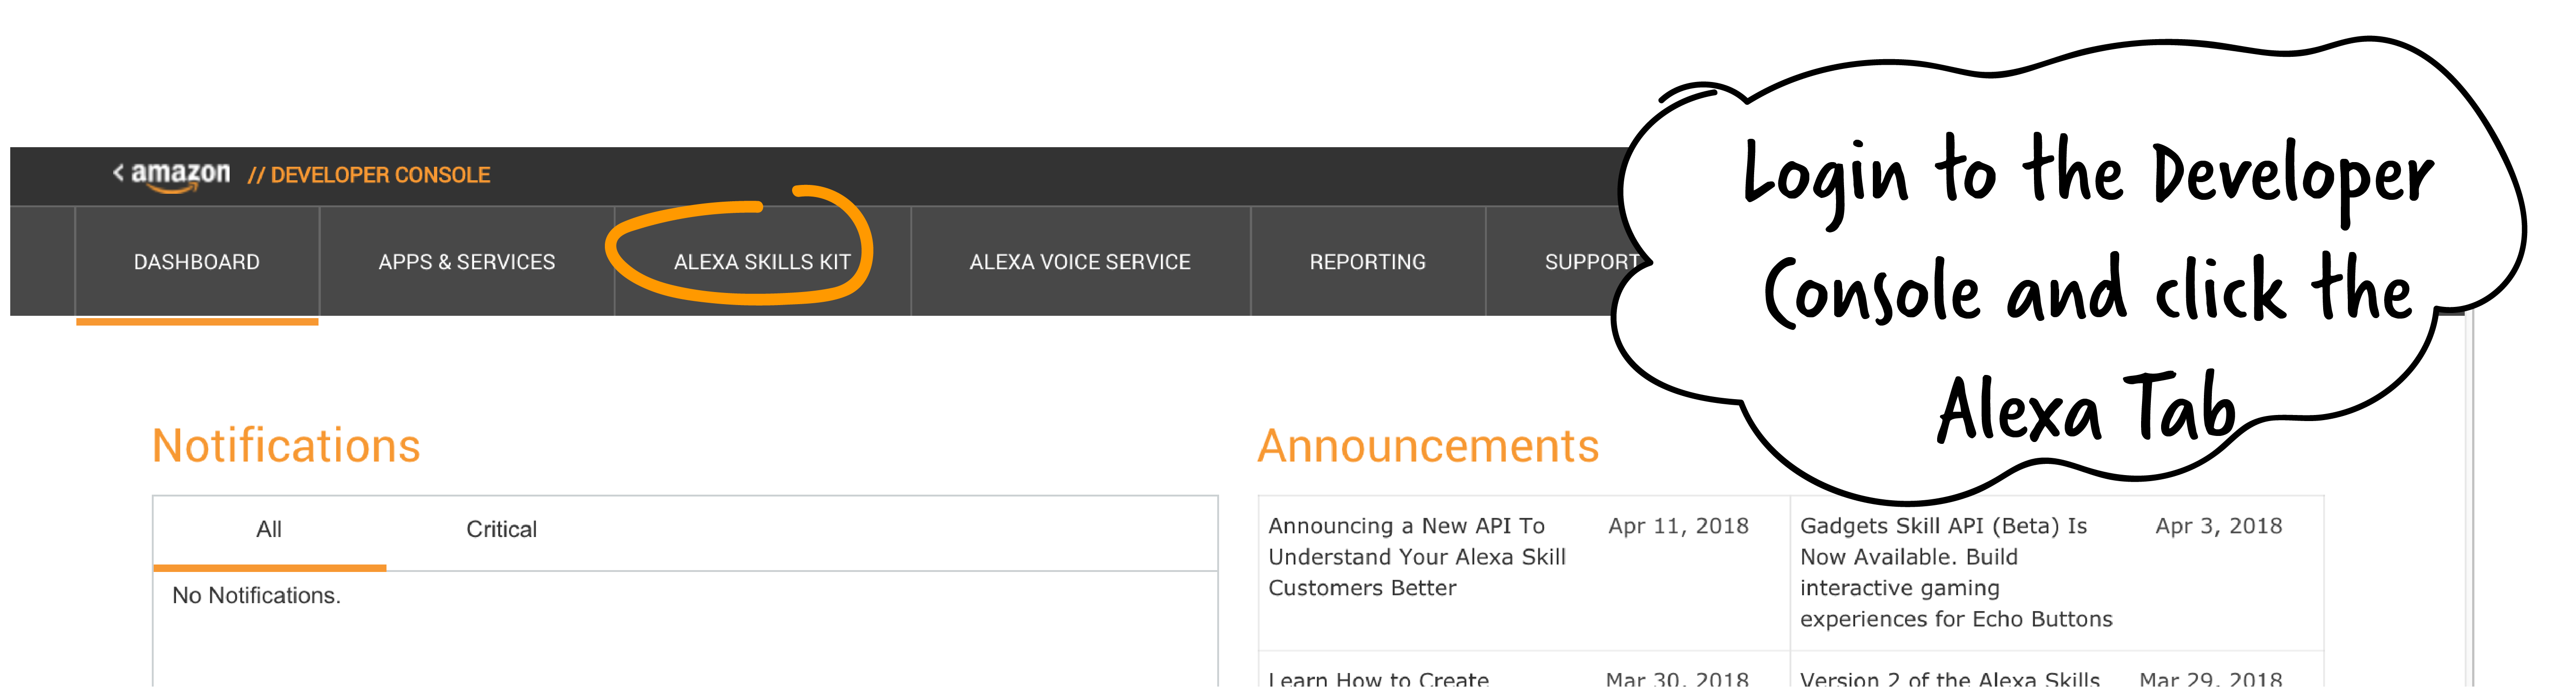 < amazon // DEVELOPER CONSOLE
DASHBOARD
APPS & SERVICES
ALEXA SKILLS KIT
ALEXA VOICE SERVICE
REPORTING
SUPPORT
Login to the Developer
Console and click the
Alexa Tab
Notifications
All
Critical
No Notifications.
Announcements
Announcing a New API To
Understand Your Alexa Skill
Customers Better
Apr 11, 2018
Gadgets Skill API (Beta) Is
Now Available. Build
interactive gaming
experiences for Echo Buttons
Apr 3, 2018
Learn How to Create
Mar 30, 2018
Version 2 of the Alexa Skills
Mar 29, 2018